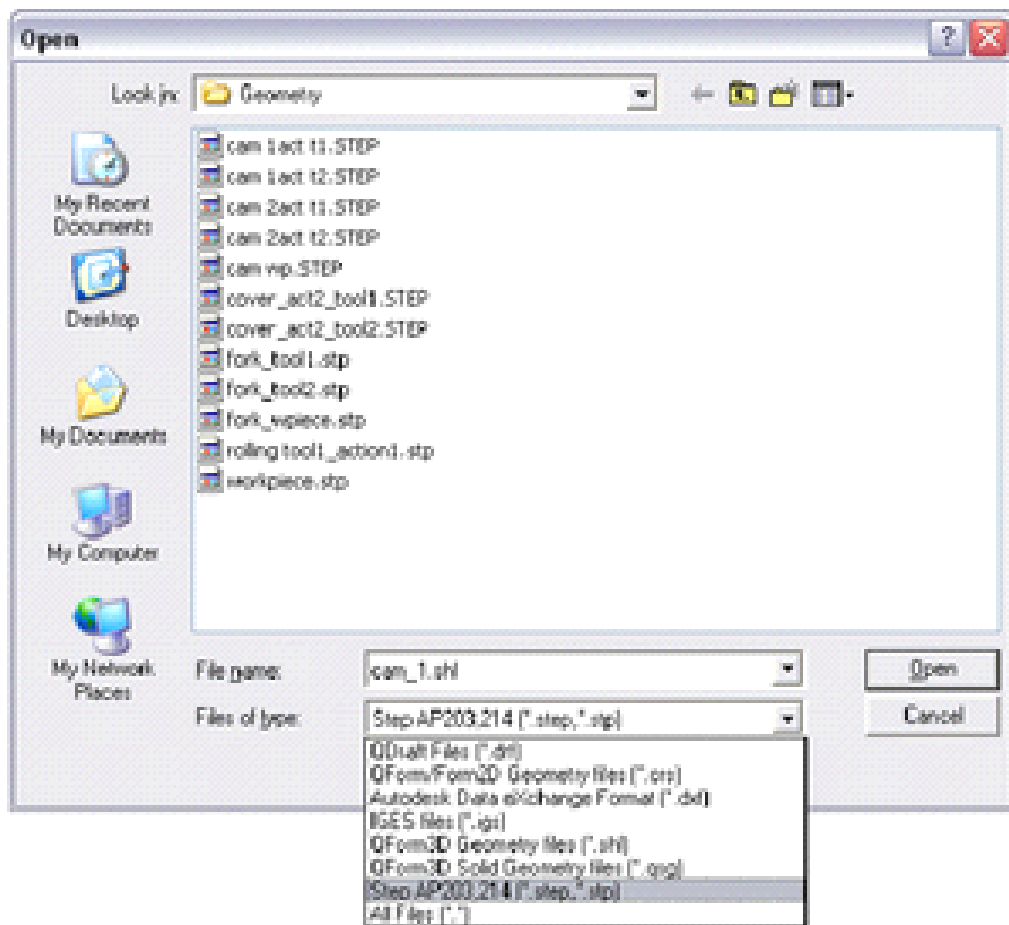 Open
Look in: Geometry
cam 1act t1.STEP
cam 1act t2.STEP
cam 2act t1.STEP
cam 2act t2.STEP
cam wp.STEP
cover_act2_tool1.STEP
cover_act2_tool2.STEP
fork_tool1.stp
fork_tool2.stp
fork_wpiece.stp
rolling tool1_action1.stp
workpiece.stp
My Recent
Documents
Desktop
My Documents
My Computer
My Network
Places
File name: cam_1.shl Open
Files of type: Step AP203,214 (*.step,*.stp) Cancel
QDraft Files (*.drf)
QForm/Form2D Geometry files (*.crs)
Autodesk Data eXchange Format (*.dxf)
IGES files (*.igs)
QForm3D Geometry files (*.shl)
QForm3D Solid Geometry files (*.qsg)
Step AP203,214 (*.step,*.stp)
All Files (*.*)